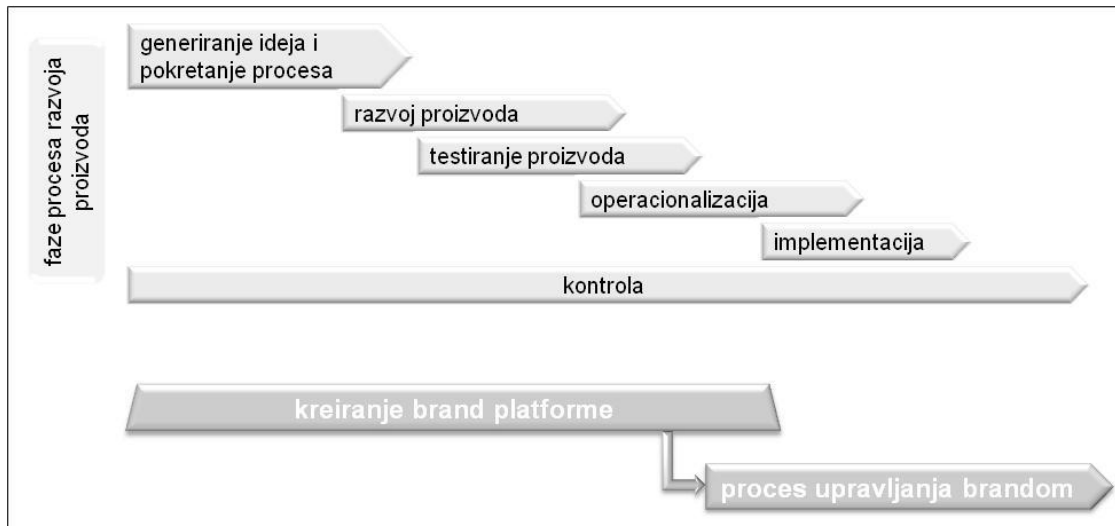 faze procesa razvoja
proizvoda
generiranje ideja i
pokretanje procesa
razvoj proizvoda
testiranje proizvoda
operacionalizacija
implementacija
kontrola
kreiranje brand platforme
proces upravljanja brandom